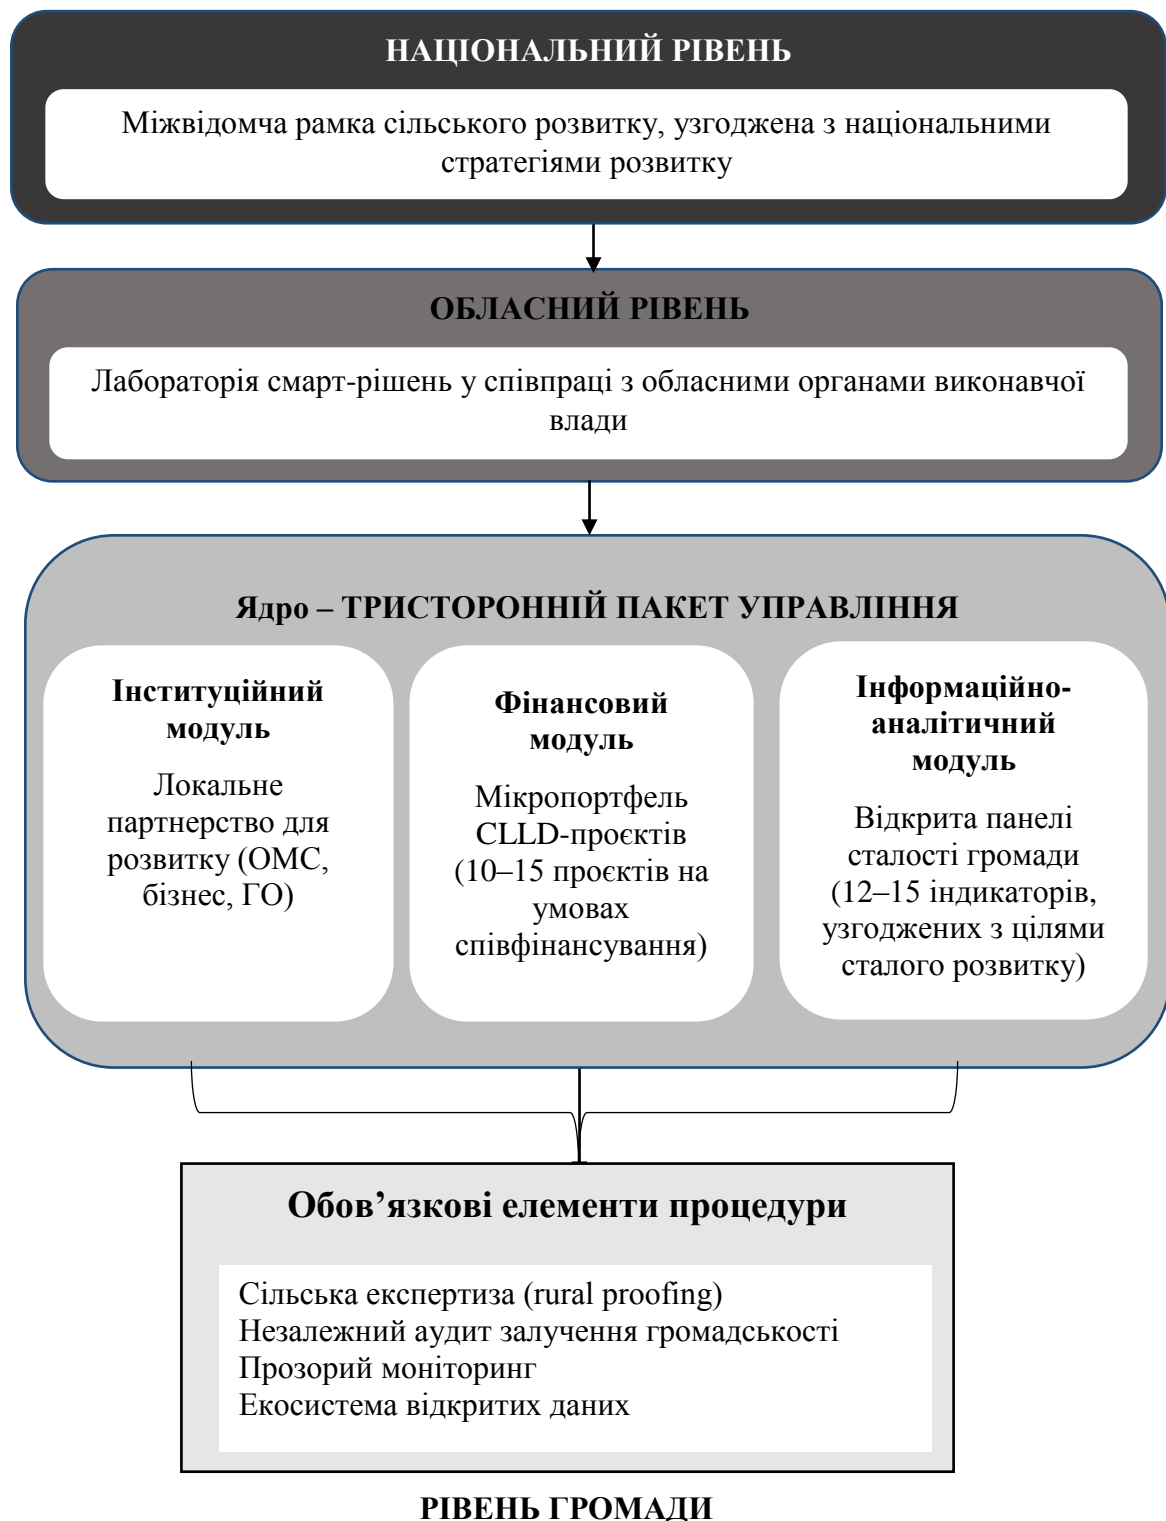 НАЦІОНАЛЬНИЙ РІВЕНЬ
Міжвідомча рамка сільського розвитку, узгоджена з національними
стратегіями розвитку
ОБЛАСНИЙ РІВЕНЬ
Лабораторія смарт-рішень у співпраці з обласними органами виконавчої
влади
Ядро – ТРИСТОРОННІЙ ПАКЕТ УПРАВЛІННЯ
Інституційний
модуль
Локальне
партнерство для
розвитку (ОМС,
бізнес, ГО)
Фінансовий
модуль
Мікропортфель
CLLD-проєктів
(10–15 проєктів на
умовах
співфінансування)
Інформаційно-
аналітичний
модуль
Відкрита панелі
сталості громади
(12–15 індикаторів,
узгоджених з цілями
сталого розвитку)
Обов’язкові елементи процедури
Сільська експертиза (rural proofing)
Незалежний аудит залучення громадськості
Прозорий моніторинг
Екосистема відкритих даних
РІВЕНЬ ГРОМАДИ